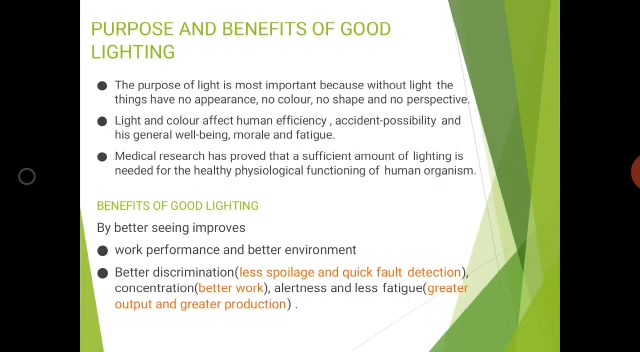 PURPOSE AND BENEFITS OF GOOD
LIGHTING
The purpose of light is most important because without light the
things have no appearance, no colour, no shape and no perspective.
Light and colour affect human efficiency , accident-possibility and
his general well-being, morale and fatigue.
Medical research has proved that a sufficient amount of lighting is
needed for the healthy physiological functioning of human organism.
BENEFITS OF GOOD LIGHTING
By better seeing improves
work performance and better environment
Better discrimination(less spoilage and quick fault detection),
concentration(better work), alertness and less fatigue(greater
output and greater production) .